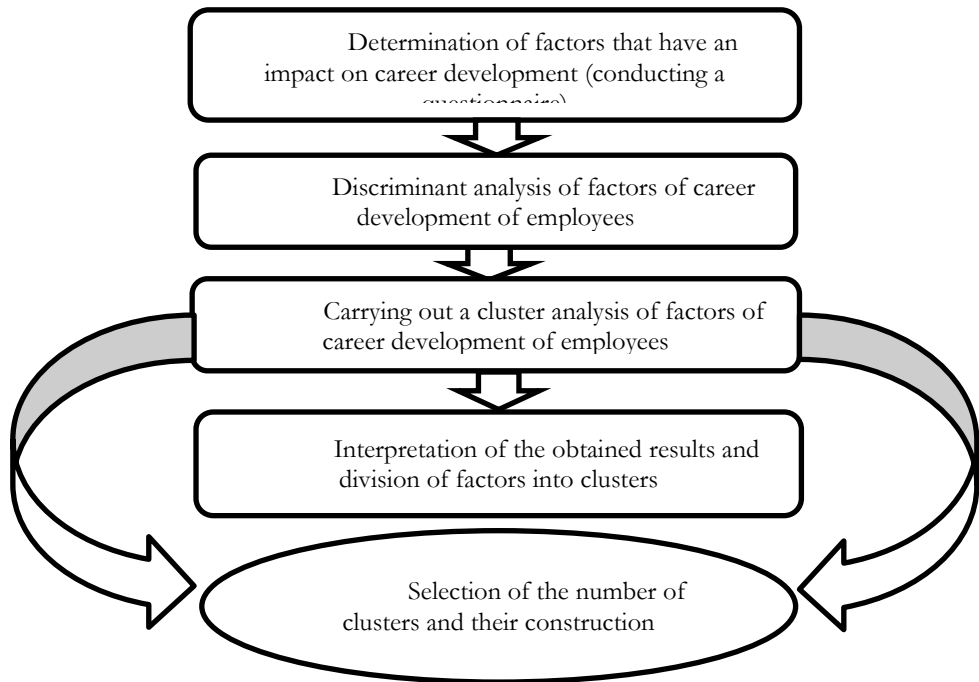 Determination of factors that have an
impact on career development (conducting a
questionnaire)
Discriminant analysis of factors of career
development of employees
Carrying out a cluster analysis of factors of
career development of employees
Interpretation of the obtained results and
division of factors into clusters
Selection of the number of
clusters and their construction